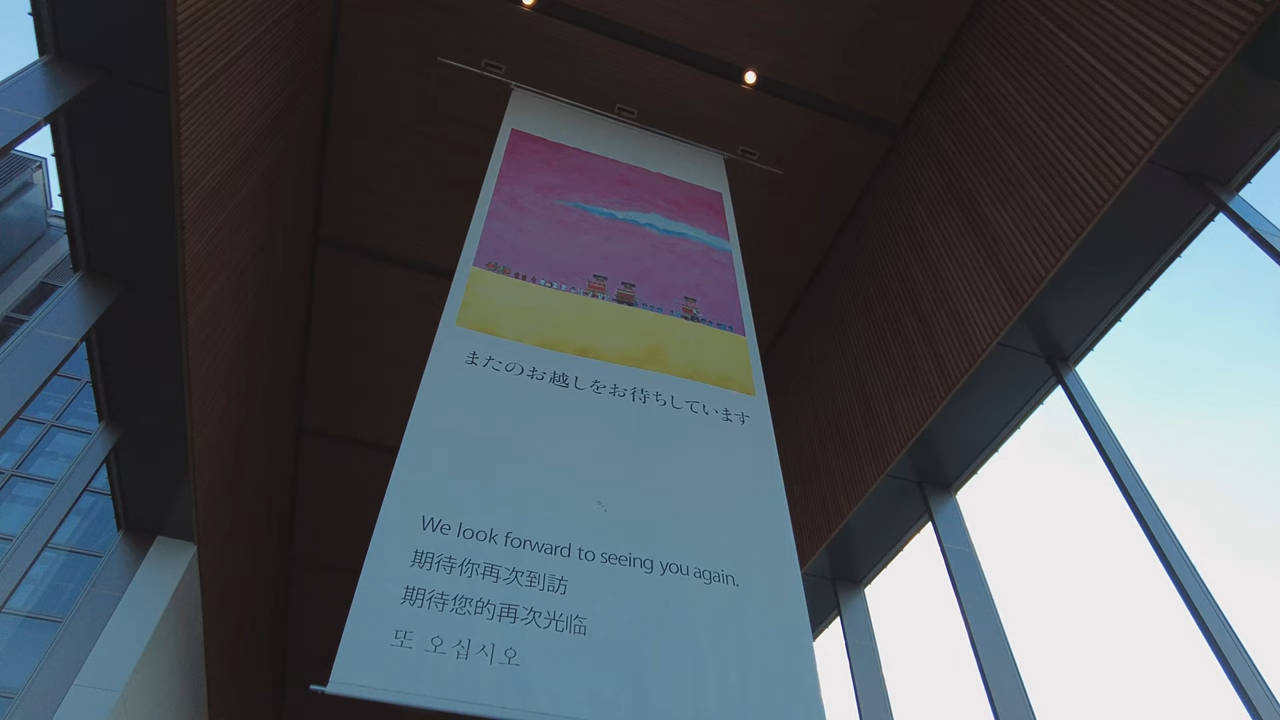 またのお越しをお待ちしています
We look forward to seeing you again.
期待你再次到訪
期待您的再次光临
또 오십시오